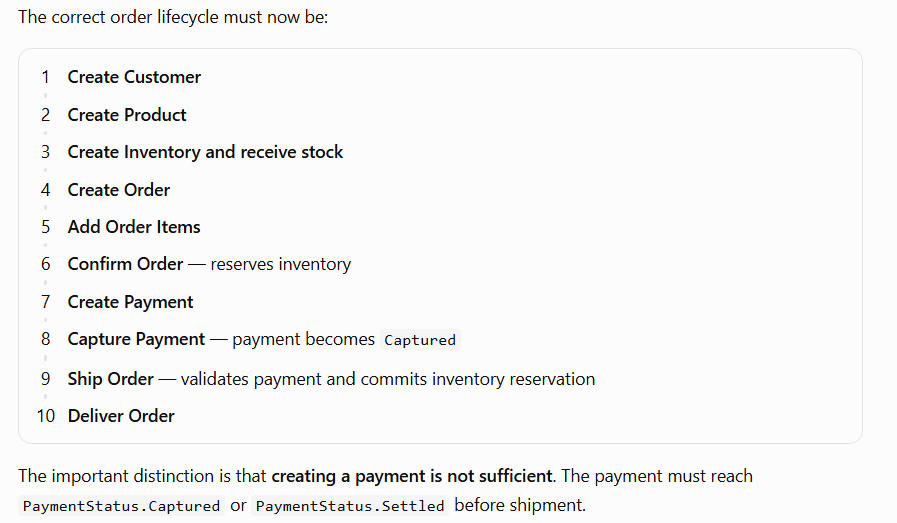 The correct order lifecycle must now be:
1 Create Customer
2 Create Product
3 Create Inventory and receive stock
4 Create Order
5 Add Order Items
6 Confirm Order — reserves inventory
7 Create Payment
8 Capture Payment — payment becomes Captured
9 Ship Order — validates payment and commits inventory reservation
10 Deliver Order
The important distinction is that creating a payment is not sufficient. The payment must reach
PaymentStatus.Captured or PaymentStatus.Settled before shipment.